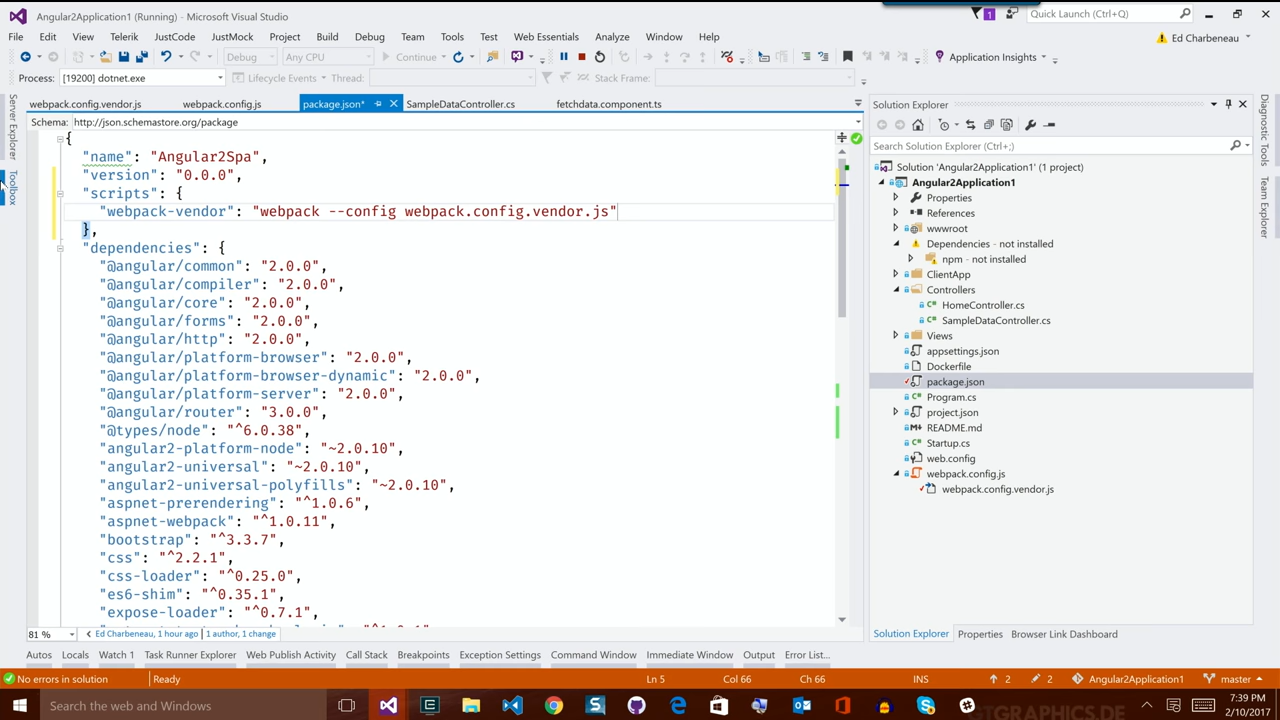 Angular2Application1 (Running) - Microsoft Visual Studio
1
Quick Launch (Ctrl+Q)
File Edit View Telerik JustCode JustMock Project Build Debug Team Tools Test Web Essentials Analyze Window Help
Ed Charbeneau
Debug Any CPU Continue Application Insights
Process: [19200] dotnet.exe Lifecycle Events Thread: Stack Frame:
Server Explorer
Toolbox
webpack.config.vendor.js webpack.config.js package.json* SampleDataController.cs fetchdata.component.ts
Schema: http://json.schemastore.org/package
{
"name": "Angular2Spa",
"version": "0.0.0",
"scripts": {
"webpack-vendor": "webpack --config webpack.config.vendor.js"
},
"dependencies": {
"@angular/common": "2.0.0",
"@angular/compiler": "2.0.0",
"@angular/core": "2.0.0",
"@angular/forms": "2.0.0",
"@angular/http": "2.0.0",
"@angular/platform-browser": "2.0.0",
"@angular/platform-browser-dynamic": "2.0.0",
"@angular/platform-server": "2.0.0",
"@angular/router": "3.0.0",
"@types/node": "^6.0.38",
"angular2-platform-node": "~2.0.10",
"angular2-universal": "~2.0.10",
"angular2-universal-polyfills": "~2.0.10",
"aspnet-prerendering": "^1.0.6",
"aspnet-webpack": "^1.0.11",
"bootstrap": "^3.3.7",
"css": "^2.2.1",
"css-loader": "^0.25.0",
"es6-shim": "^0.35.1",
"expose-loader": "^0.7.1",
81 %
Ed Charbeneau, 1 hour ago | 1 author, 1 change
Solution Explorer
Search Solution Explorer (Ctrl+;)
Solution 'Angular2Application1' (1 project)
Angular2Application1
Properties
References
wwwroot
Dependencies - not installed
npm - not installed
ClientApp
Controllers
HomeController.cs
SampleDataController.cs
Views
appsettings.json
Dockerfile
package.json
Program.cs
project.json
README.md
Startup.cs
web.config
webpack.config.js
webpack.config.vendor.js
Solution Explorer Properties Browser Link Dashboard
Diagnostic Tools
Team Explorer
Autos Locals Watch 1 Task Runner Explorer Web Publish Activity Call Stack Breakpoints Exception Settings Command Window Immediate Window Output Error List...
No errors in solution Ready Ln 5 Col 66 Ch 66 INS 2 2 Angular2Application1 master
Search the web and Windows
GTGRAPHICS.DE
7:39 PM
2/10/2017